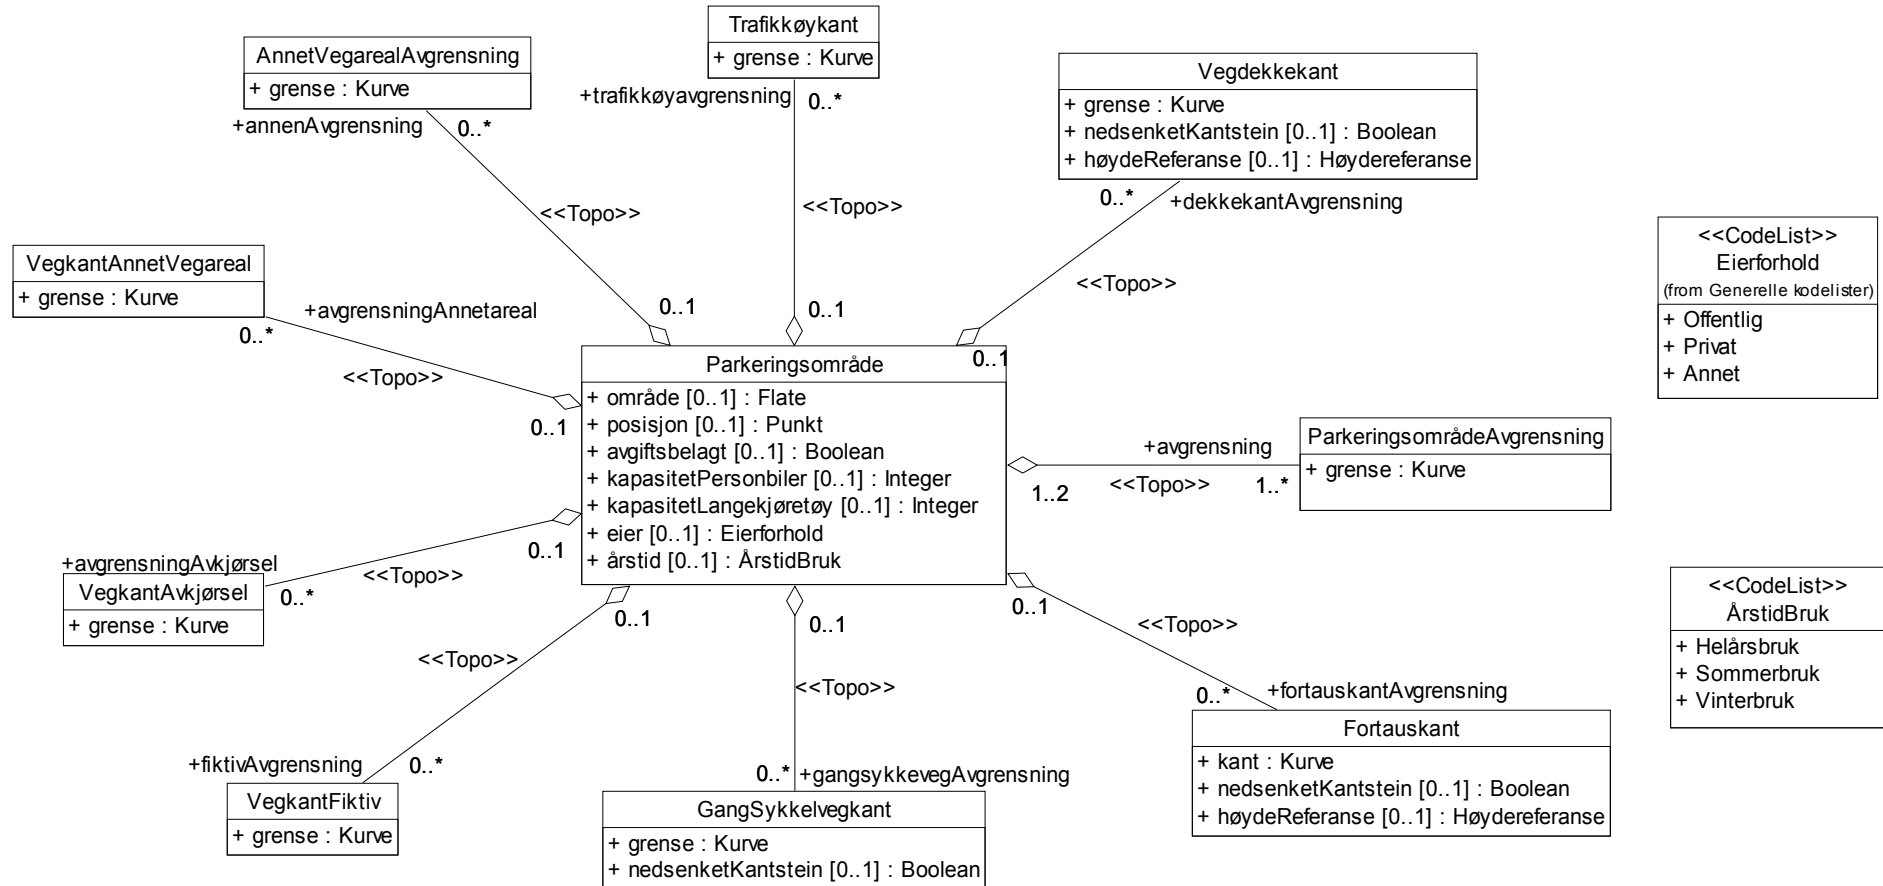 Trafikkøykant
+ grense : Kurve
+trafikkøyavgrensning
0..*
<<Topo>>
0..1
AnnetVegarealAvgrensning
+ grense : Kurve
+annenAvgrensning
0..*
<<Topo>>
0..1
Vegdekkekant
+ grense : Kurve
+ nedsenketKantstein [0..1] : Boolean
+ høydeReferanse [0..1] : Høydereferanse
0..*
+dekkekantAvgrensning
<<Topo>>
0..1
VegkantAnnetVegareal
+ grense : Kurve
+avgrensningAnnetareal
0..*
<<Topo>>
0..1
<<CodeList>>
Eierforhold
(from Generelle kodelister)
+ Offentlig
+ Privat
+ Annet
Parkeringsområde
+ område [0..1] : Flate
+ posisjon [0..1] : Punkt
+ avgiftsbelagt [0..1] : Boolean
+ kapasitetPersonbiler [0..1] : Integer
+ kapasitetLangekjøretøy [0..1] : Integer
+ eier [0..1] : Eierforhold
+ årstid [0..1] : ÅrstidBruk
+avgrensning
1..2
<<Topo>>
1..*
ParkeringsområdeAvgrensning
+ grense : Kurve
+avgrensningAvkjørsel
0..*
<<Topo>>
0..1
VegkantAvkjørsel
+ grense : Kurve
0..1
<<Topo>>
+fiktivAvgrensning
0..*
VegkantFiktiv
+ grense : Kurve
0..1
<<Topo>>
0..*
+gangsykkevegAvgrensning
GangSykkelvegkant
+ grense : Kurve
+ nedsenketKantstein [0..1] : Boolean
0..1
<<Topo>>
0..*
+fortauskantAvgrensning
Fortauskant
+ kant : Kurve
+ nedsenketKantstein [0..1] : Boolean
+ høydeReferanse [0..1] : Høydereferanse
<<CodeList>>
ÅrstidBruk
+ Helårsbruk
+ Sommerbruk
+ Vinterbruk